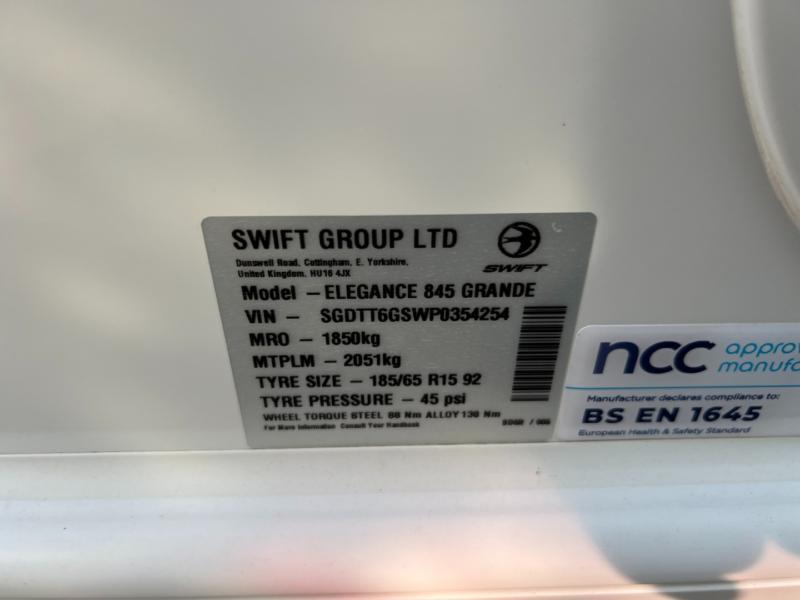 SWIFT GROUP LTD
SWIFT
Dunswell Road, Cottingham, E. Yorkshire,
United Kingdom. HU16 4JX
Model – ELEGANCE 845 GRANDE
VIN – SGDTT6GSWP0354254
MRO – 1850kg
MTPLM – 2051kg
TYRE SIZE – 185/65 R15 92
TYRE PRESSURE – 45 psi
WHEEL TORQUE STEEL 88 Nm ALLOY 130 Nm
For More Information Consult Your Handbook
ncc approv
manufa
Manufacturer declares compliance to:
BS EN 1645
European Health & Safety Standard